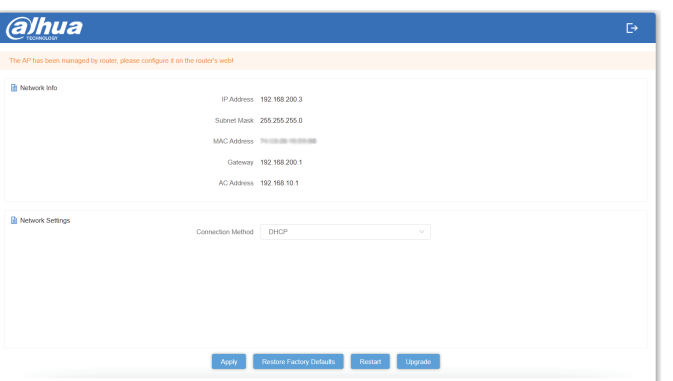 alhua
TECHNOLOGY
The AP has been managed by router, please configure it on the router's web!
Network Info
IP Address 192.168.200.3
Subnet Mask 255.255.255.0
MAC Address
Gateway 192.168.200.1
AC Address 192.168.10.1
Network Settings
Connection Method DHCP
Apply Restore Factory Defaults Restart Upgrade